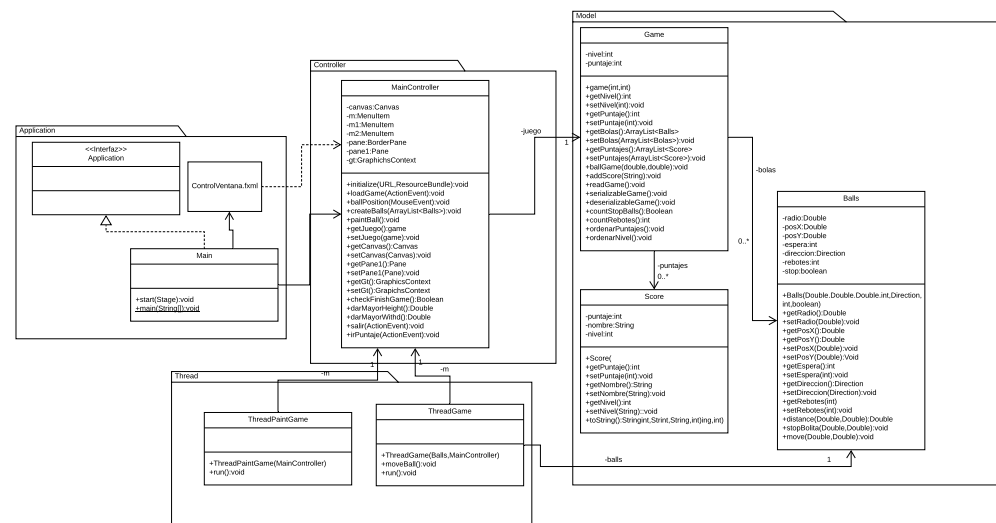 Application
<<Interfaz>>
Application
ControlVentana.fxml
Main
+start(Stage):void
+main(String[]):void
Controller
MainController
-canvas:Canvas
-m:MenuItem
-m1:MenuItem
-m2:MenuItem
-pane:BorderPane
-pane1:Pane
-gt:GraphichsContext
+initialize(URL,ResourceBundle):void
+loadGame(ActionEvent):void
+ballPosition(MouseEvent):void
+createBalls(ArrayList<Balls>):void
+paintBall():void
+getJuego():game
+setJuego(game):void
+getCanvas():Canvas
+setCanvas(Canvas):void
+getPane1():Pane
+setPane1(Pane):void
+getGt():GraphicsContext
+setGt():GrapichsContext
+checkFinishGame():Boolean
+darMayorHeight():Double
+darMayorWithd():Double
+salir(ActionEvent):void
+irPuntaje(ActionEvent):void
-juego
1
Model
Game
-nivel:int
-puntaje:int
+game(int,int)
+getNivel():int
+setNivel(int):void
+getPuntaje():int
+setPuntaje(int):void
+getBolas():ArrayList<Balls>
+setBolas(ArrayList<Bolas>):void
+getPuntajes():ArrayList<Score>
+setPuntajes(ArrayList<Score>):void
+ballGame(double,double):void
+addScore(String):void
+readGame():void
+serializableGame():void
+deserializableGame():void
+countStopBalls():Boolean
+countRebotes():int
+ordenarPuntajes():void
+ordenarNivel():void
-bolas
0..*
-puntajes
0..*
Score
-puntaje:int
-nombre:String
-nivel:int
+Score(
+getPuntaje():int
+setPuntaje(int):void
+getNombre():String
+setNombre(String):void
+getNivel():int
+setNivel(String)::void
+toString():Stringint,Strint,String,int)ing,int)
Balls
-radio:Double
-posX:Double
-posY:Double
-espera:int
-direccion:Direction
-rebotes:int
-stop:boolean
+Balls(Double.Double.Double.int,Direction,
int,boolean)
+getRadio():Double
+setRadio(Double):void
+getPosX():Double
+getPosY():Double
+setPosX(Double):void
+setPosY(Double):Void
+getEspera():int
+setEspera(int):void
+getDireccion():Direction
+setDireccion(Direction):void
+getRebotes(int)
+setRebotes(int):void
+distance(Double,Double):Double
+stopBolita(Double,Double):void
+move(Double,Double):void
Thread
1
-m
1
-m
ThreadPaintGame
+ThreadPaintGame(MainController)
+run():void
ThreadGame
+ThreadGame(Balls,MainController)
+moveBall():void
+run():void
-balls
1